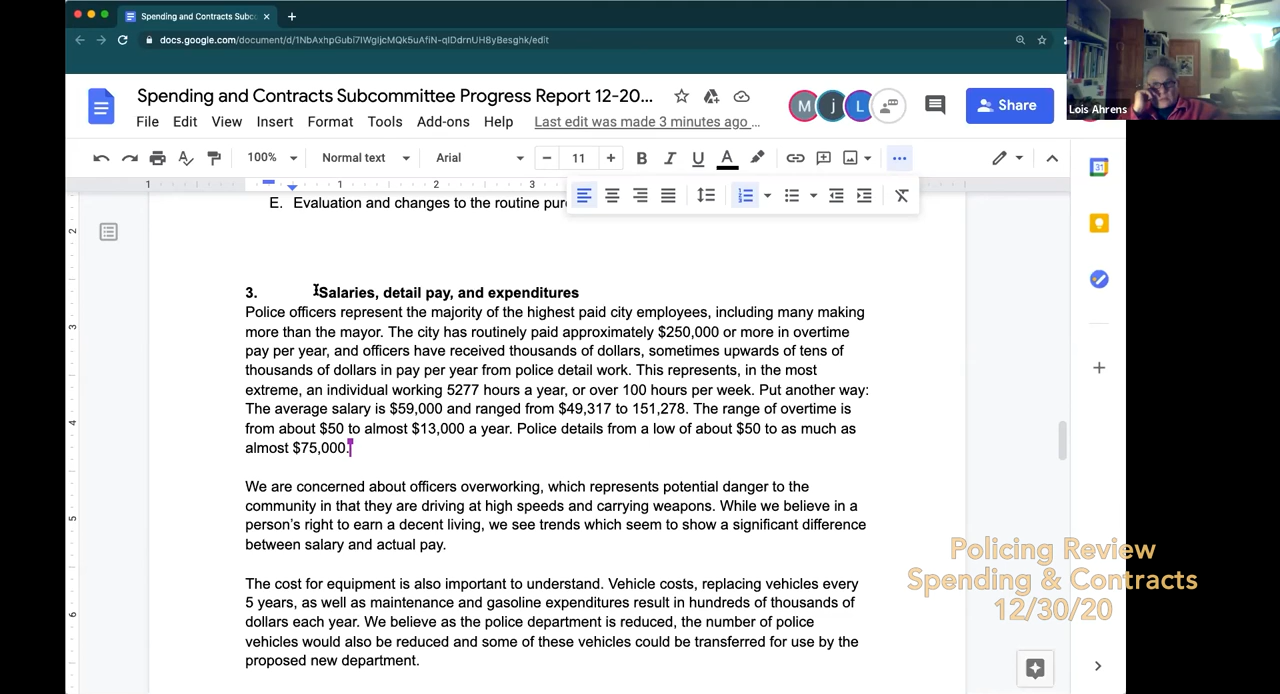 Spending and Contracts Subc
docs.google.com/document/d/1NbAxhpGubi7IWgIjcMQk5uAfiN-qIDdrnUH8yBesghk/edit
Lois Ahrens
Spending and Contracts Subcommittee Progress Report 12-20...
M j L
Share
File Edit View Insert Format Add-ons Help Last edit was made 3 minutes ago ...
100% Normal text Arial 11 B I U A
1 1 2 3
E. Evaluation and changes to the routine pur
2
3. Salaries, detail pay, and expenditures
Police officers represent the majority of the highest paid city employees, including many making
3
more than the mayor. The city has routinely paid approximately $250,000 or more in overtime
pay per year, and officers have received thousands of dollars, sometimes upwards of tens of
thousands of dollars in pay per year from police detail work. This represents, in the most
extreme, an individual working 5277 hours a year, or over 100 hours per week. Put another way:
The average salary is $59,000 and ranged from $49,317 to 151,278. The range of overtime is
4
from about $50 to almost $13,000 a year. Police details from a low of about $50 to as much as
almost $75,000.
We are concerned about officers overworking, which represents potential danger to the
community in that they are driving at high speeds and carrying weapons. While we believe in a
5
person's right to earn a decent living, we see trends which seem to show a significant difference
between salary and actual pay.
The cost for equipment is also important to understand. Vehicle costs, replacing vehicles every
5 years, as well as maintenance and gasoline expenditures result in hundreds of thousands of
6
dollars each year. We believe as the police department is reduced, the number of police
vehicles would also be reduced and some of these vehicles could be transferred for use by the
proposed new department.
31
Policing Review
Spending & Contracts
12/30/20